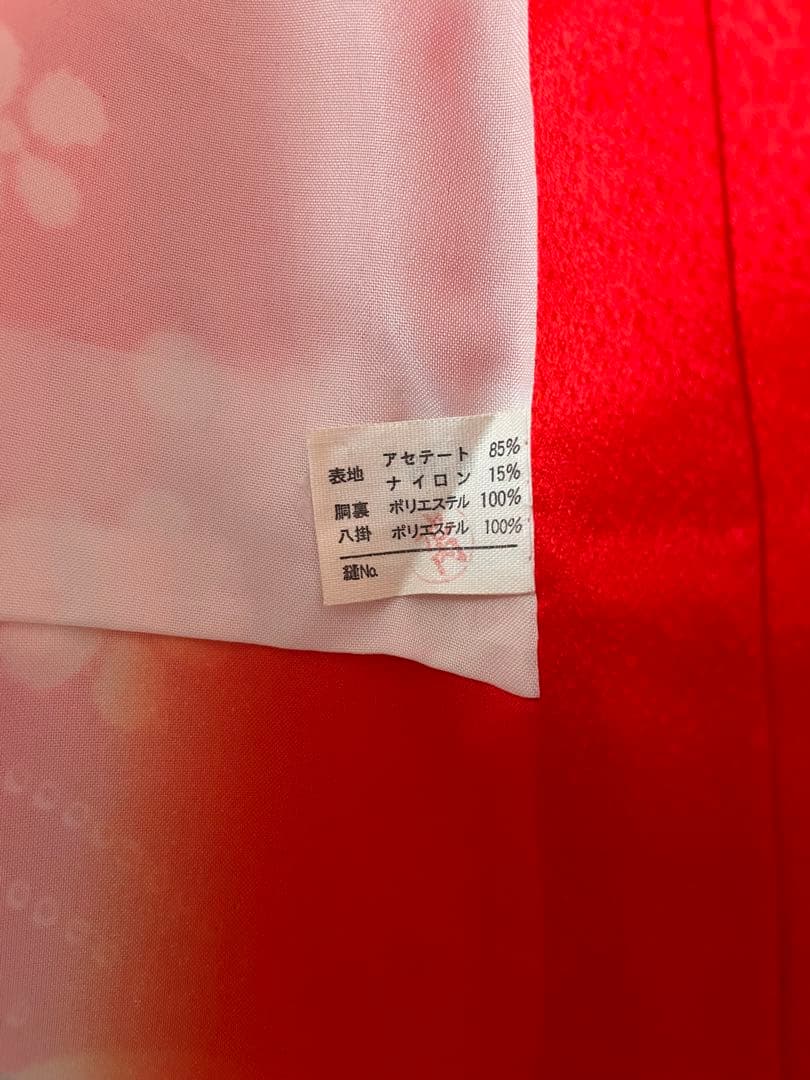 表地 アセテート 85%
ナイロン 15%
胴裏 ポリエステル 100%
八掛 ポリエステル 100%
縫No.